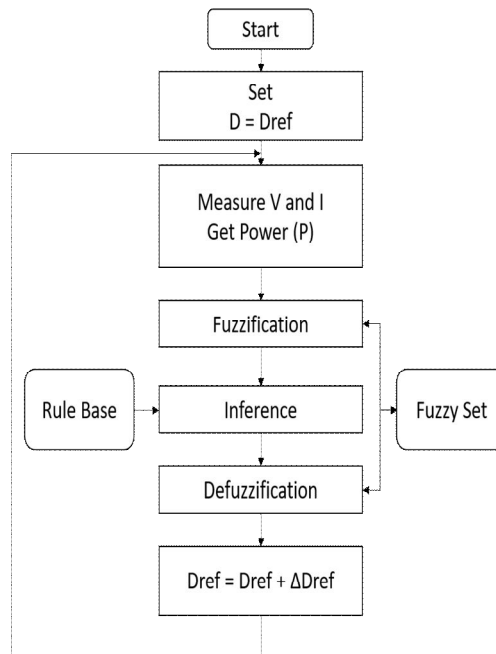 Start
Set
D = Dref
Measure V and I
Get Power (P)
Fuzzification
Rule Base
Inference
Fuzzy Set
Defuzzification
Dref = Dref + ΔDref